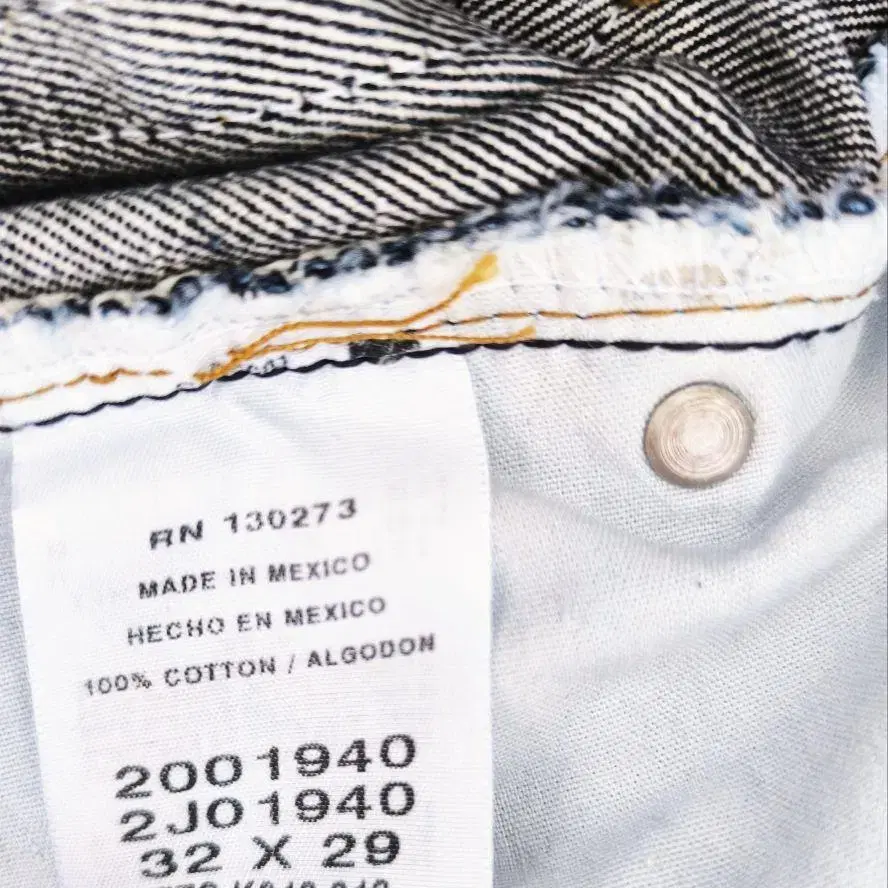 RN 130273
MADE IN MEXICO
HECHO EN MEXICO
100% COTTON / ALGODON
2001940
2J01940
32 X 29